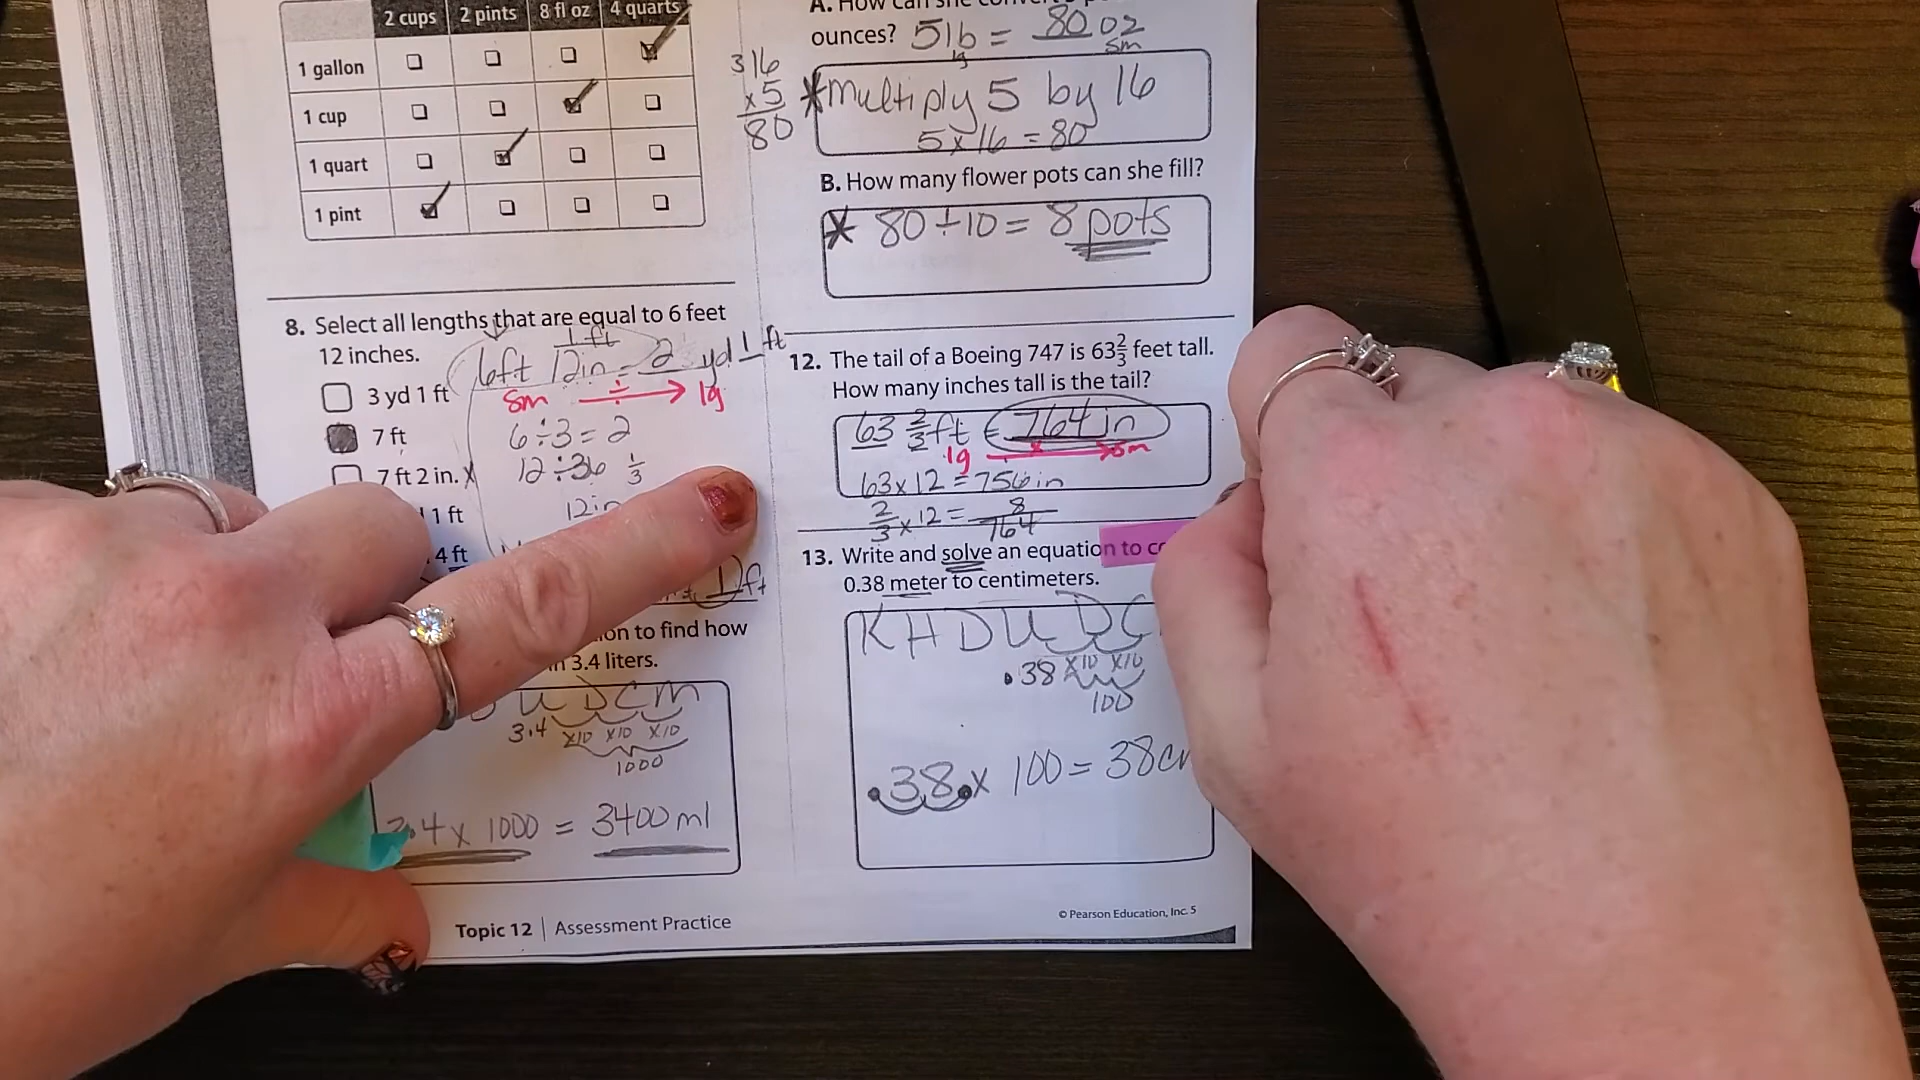 2 cups 2 pints 8 fl oz 4 quarts
1 gallon
1 cup
1 quart
1 pint
8. Select all lengths that are equal to 6 feet
12 inches.
1 ft
6ft 12in = 2 yd 1 ft
3 yd 1 ft
sm ÷ lg
7 ft
6÷3=2
7 ft 2 in. X
12÷36 1/3
1 ft
4 ft
1 ft
to find how
3.4 liters.
U D C M
3.4 x10 x10 x10
1000
3.4 x 1000 = 3400 ml
Topic 12 | Assessment Practice
ounces? 5lb = 80 oz
lg sm
316
x5
80
*Multiply 5 by 16
5x16 = 80
B. How many flower pots can she fill?
* 80÷10= 8 pots
12. The tail of a Boeing 747 is 63 2/3 feet tall.
How many inches tall is the tail?
63 2/3 ft = 764 in
lg x sm
63x12=756in
2/3 x 12 = 8
764
13. Write and solve an equation to
0.38 meter to centimeters.
K H D U D C
.38 x10 x10
100
.38. x 100 = 38
© Pearson Education, Inc. 5